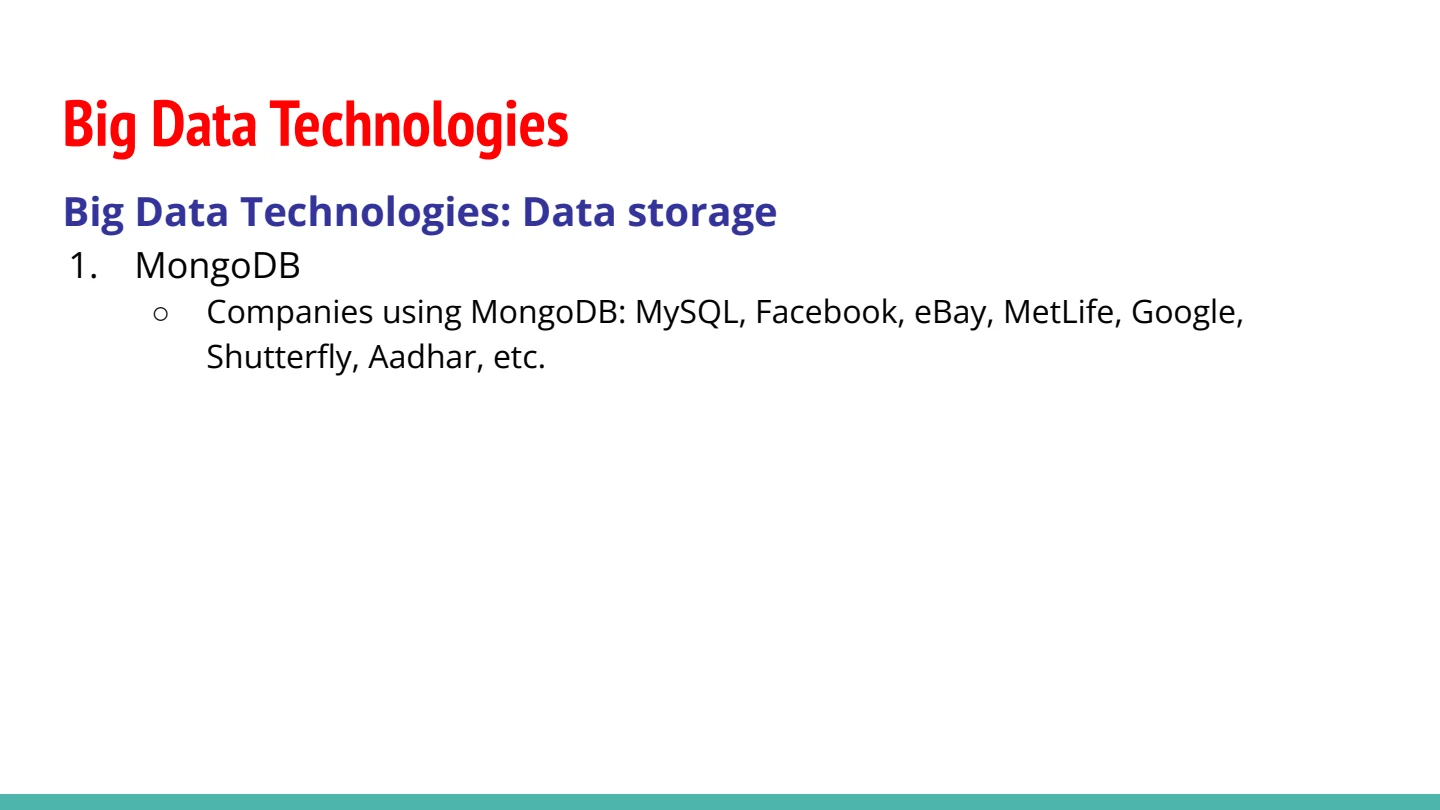 Big Data Technologies
Big Data Technologies: Data storage
1. MongoDB
○ Companies using MongoDB: MySQL, Facebook, eBay, MetLife, Google,
Shutterfly, Aadhar, etc.